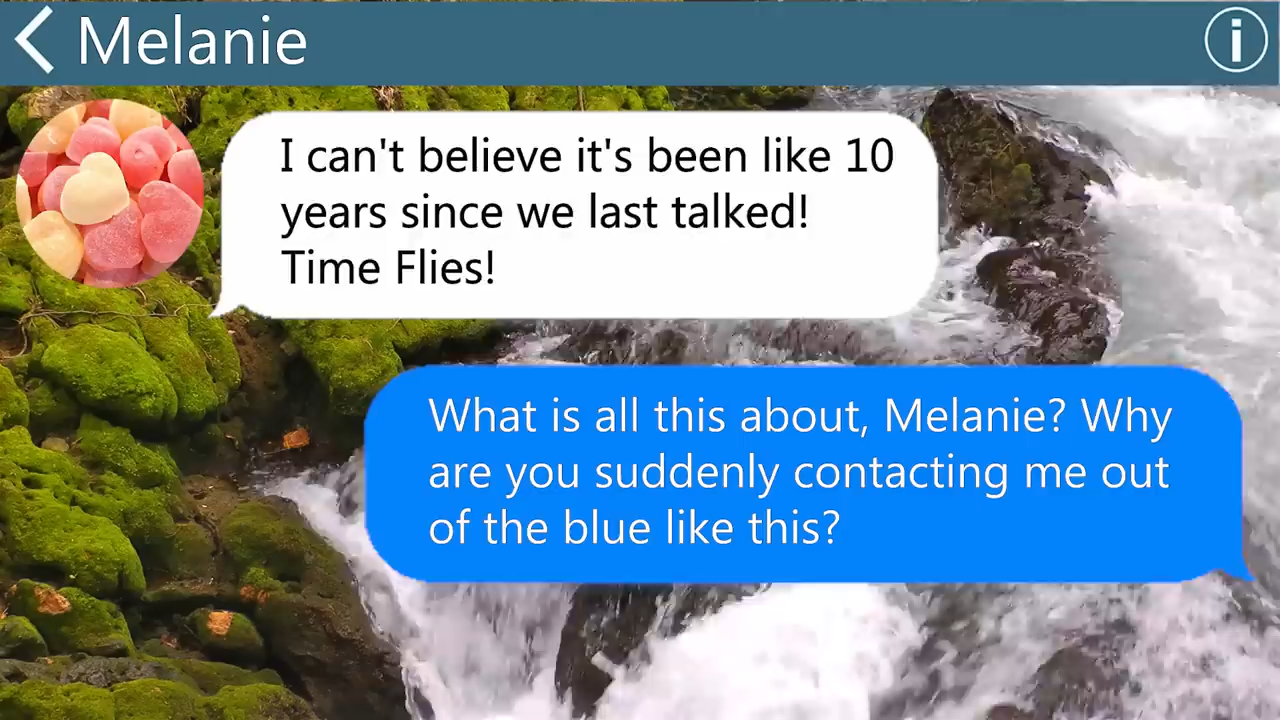 Melanie
I can't believe it's been like 10
years since we last talked!
Time Flies!
What is all this about, Melanie? Why
are you suddenly contacting me out
of the blue like this?